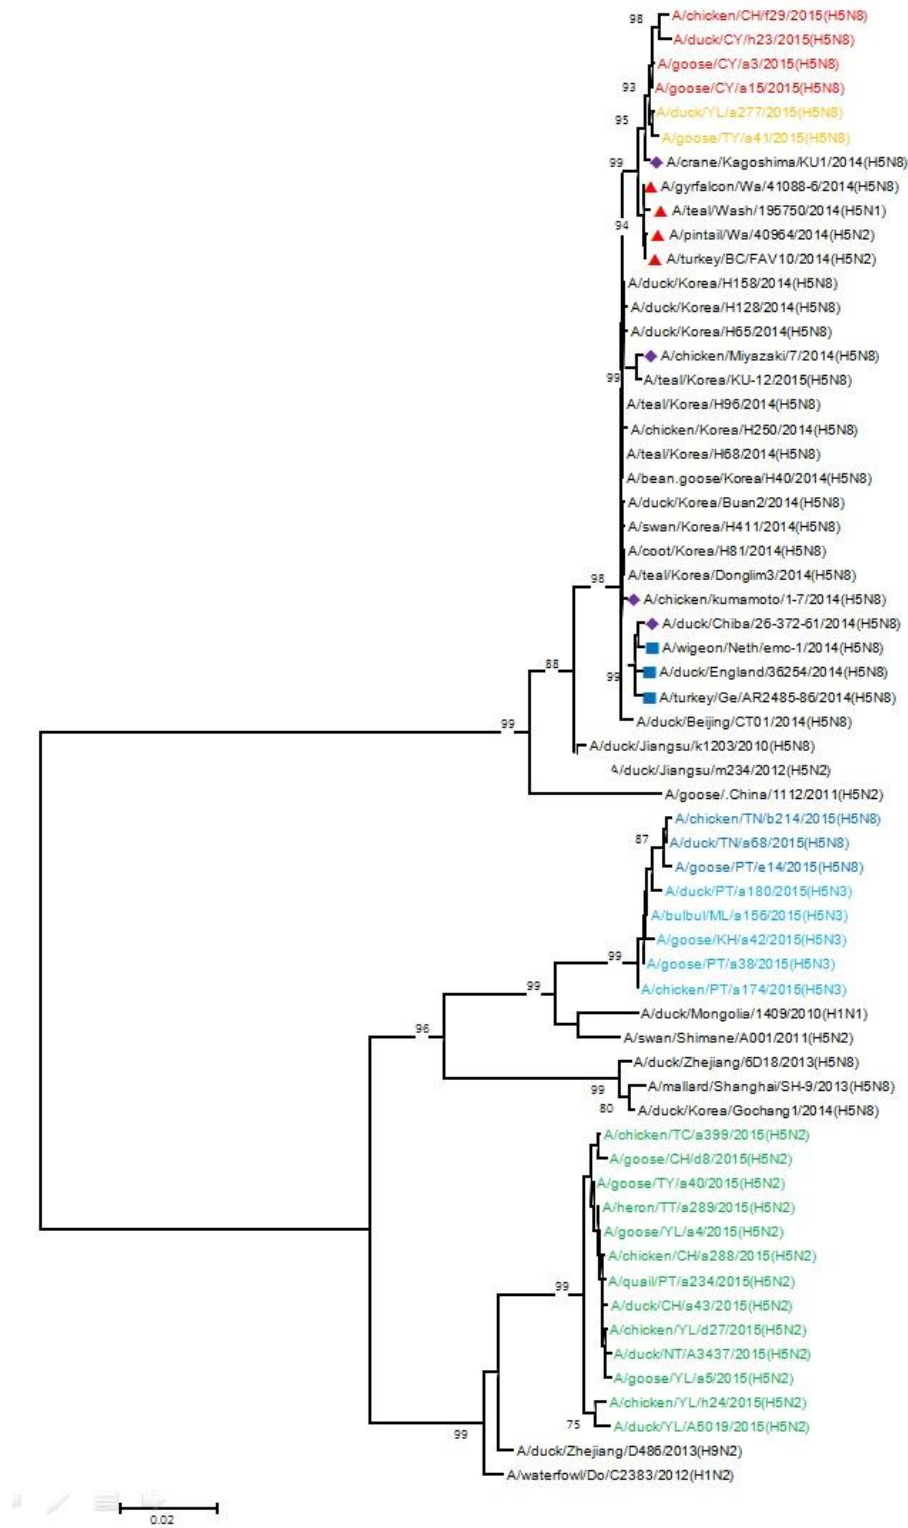 98
A/chicken/CH/f29/2015(H5N8)
A/duck/CY/h23/2015(H5N8)
A/goose/CY/a3/2015(H5N8)
93
A/goose/CY/a15/2015(H5N8)
A/duck/YL/a277/2015(H5N8)
95
A/goose/TY/a41/2015(H5N8)
99
A/crane/Kagoshima/KU1/2014(H5N8)
A/gyrfalcon/Wa/41088-6/2014(H5N8)
A/teal/Wash/195750/2014(H5N1)
94
A/pintail/Wa/40964/2014(H5N2)
A/turkey/BC/FAV10/2014(H5N2)
A/duck/Korea/H158/2014(H5N8)
A/duck/Korea/H128/2014(H5N8)
A/duck/Korea/H65/2014(H5N8)
A/chicken/Miyazaki/7/2014(H5N8)
99
A/teal/Korea/KU-12/2015(H5N8)
A/teal/Korea/H96/2014(H5N8)
A/chicken/Korea/H250/2014(H5N8)
A/teal/Korea/H68/2014(H5N8)
A/bean.goose/Korea/H40/2014(H5N8)
A/duck/Korea/Buan2/2014(H5N8)
A/swan/Korea/H411/2014(H5N8)
A/coot/Korea/H81/2014(H5N8)
98
A/teal/Korea/Donglim3/2014(H5N8)
A/chicken/kumamoto/1-7/2014(H5N8)
A/duck/Chiba/26-372-61/2014(H5N8)
A/wigeon/Neth/emc-1/2014(H5N8)
88
99
A/duck/England/36254/2014(H5N8)
A/turkey/Ge/AR2485-86/2014(H5N8)
99
A/duck/Beijing/CT01/2014(H5N8)
A/duck/Jiangsu/k1203/2010(H5N8)
A/duck/Jiangsu/m234/2012(H5N2)
A/goose/.China/1112/2011(H5N2)
A/chicken/TN/b214/2015(H5N8)
87
A/duck/TN/a68/2015(H5N8)
A/goose/PT/e14/2015(H5N8)
A/duck/PT/a180/2015(H5N3)
A/bulbul/ML/a156/2015(H5N3)
A/goose/KH/a42/2015(H5N3)
99
A/goose/PT/a38/2015(H5N3)
99
A/chicken/PT/a174/2015(H5N3)
A/duck/Mongolia/1409/2010(H1N1)
96
A/swan/Shimane/A001/2011(H5N2)
A/duck/Zhejiang/6D18/2013(H5N8)
99
A/mallard/Shanghai/SH-9/2013(H5N8)
80
A/duck/Korea/Gochang1/2014(H5N8)
A/chicken/TC/a399/2015(H5N2)
A/goose/CH/d8/2015(H5N2)
A/goose/TY/a40/2015(H5N2)
A/heron/TT/a289/2015(H5N2)
A/goose/YL/a4/2015(H5N2)
A/chicken/CH/a288/2015(H5N2)
99
A/quail/PT/a234/2015(H5N2)
A/duck/CH/a43/2015(H5N2)
A/chicken/YL/d27/2015(H5N2)
A/duck/NT/A3437/2015(H5N2)
A/goose/YL/a5/2015(H5N2)
A/chicken/YL/h24/2015(H5N2)
75
A/duck/YL/A5019/2015(H5N2)
99
A/duck/Zhejiang/D486/2013(H9N2)
A/waterfowl/Do/C2383/2012(H1N2)
0.02